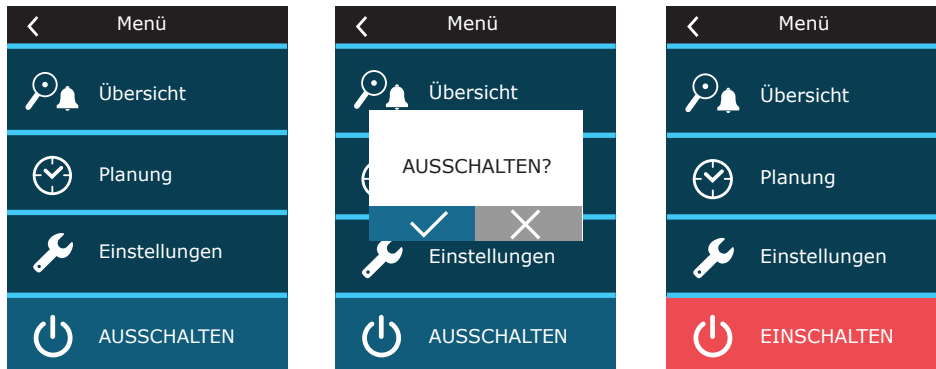 Menü
Übersicht
Planung
Einstellungen
AUSSCHALTEN
Menü
Übersicht
AUSSCHALTEN?
Einstellungen
AUSSCHALTEN
Menü
Übersicht
Planung
Einstellungen
EINSCHALTEN